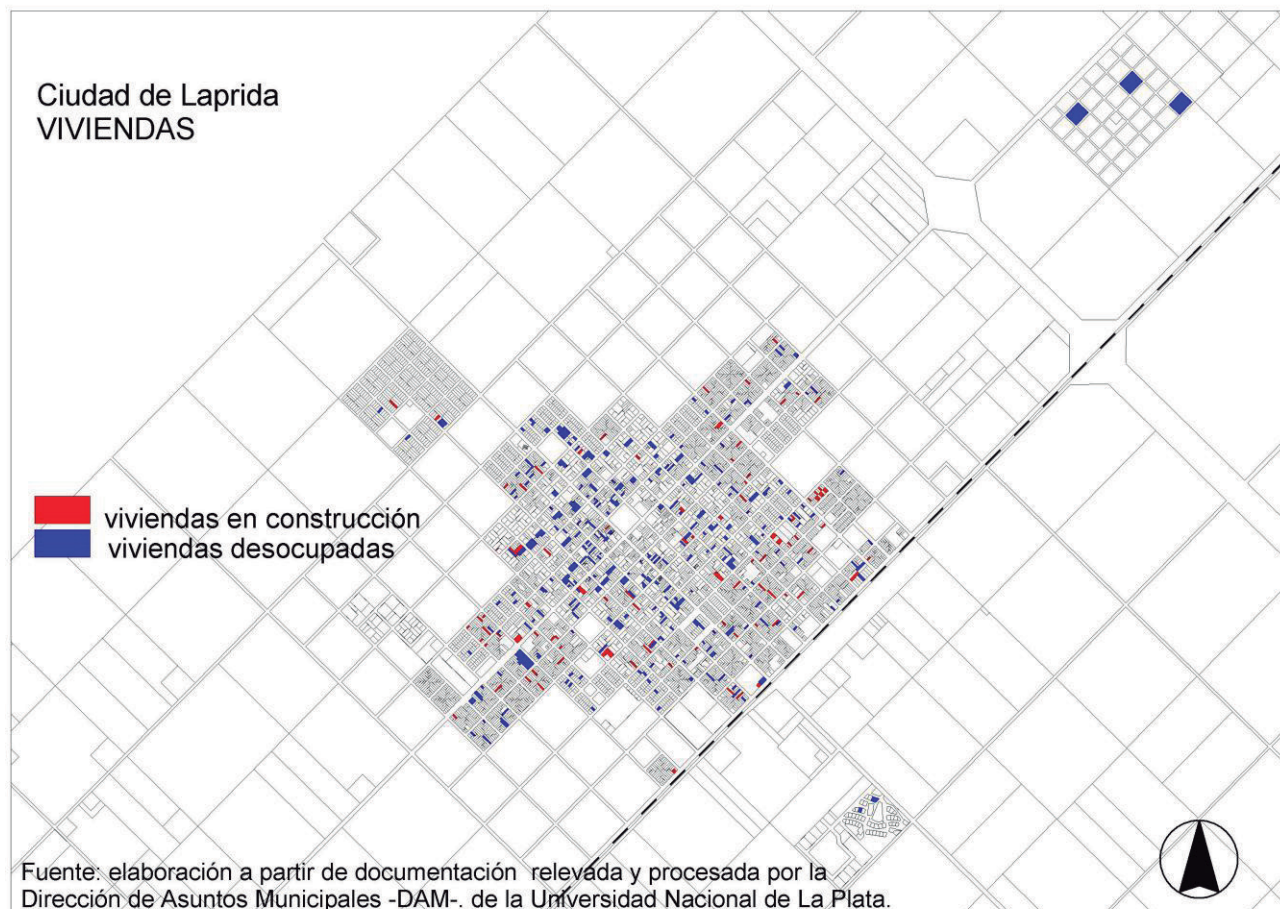 Ciudad de Laprida
VIVIENDAS
viviendas en construcción
viviendas desocupadas
Fuente: elaboración a partir de documentación relevada y procesada por la
Dirección de Asuntos Municipales -DAM-. de la Universidad Nacional de La Plata.